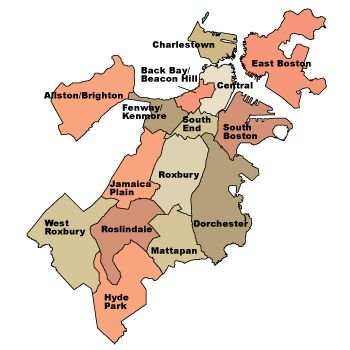 Charlestown
East Boston
Back Bay/
Beacon Hill
Central
Allston/Brighton
Fenway/
Kenmore
South
End
South
Boston
Roxbury
Jamaica
Plain
West
Roxbury
Roslindale
Dorchester
Mattapan
Hyde
Park